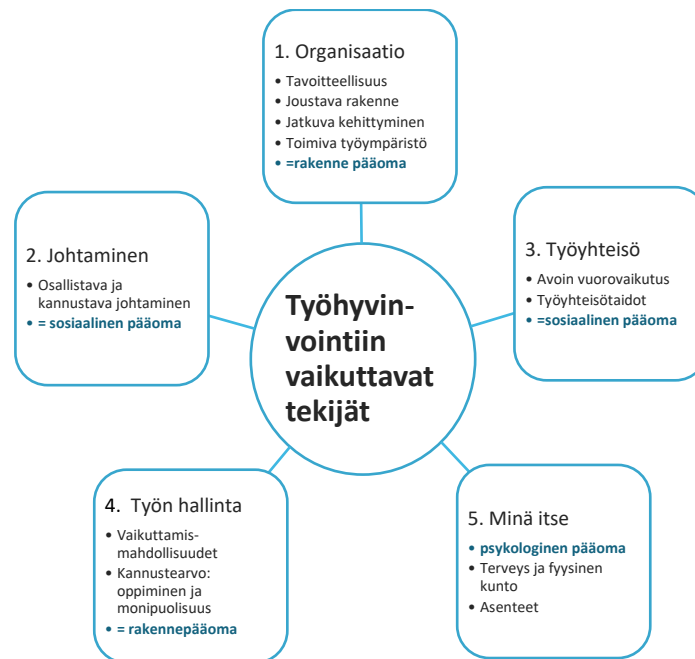 1. Organisaatio
• Tavoitteellisuus
• Joustava rakenne
• Jatkuva kehittyminen
• Toimiva työympäristö
• =rakenne pääoma
2. Johtaminen
• Osallistava ja
kannustava johtaminen
• = sosiaalinen pääoma
3. Työyhteisö
• Avoin vuorovaikutus
• Työyhteisötaidot
• =sosiaalinen pääoma
Työhyvin-
vointiin
vaikuttavat
tekijät
4. Työn hallinta
• Vaikuttamis-
mahdollisuudet
• Kannustearvo:
oppiminen ja
monipuolisuus
• = rakennepääoma
5. Minä itse
• psykologinen pääoma
• Terveys ja fyysinen
kunto
• Asenteet